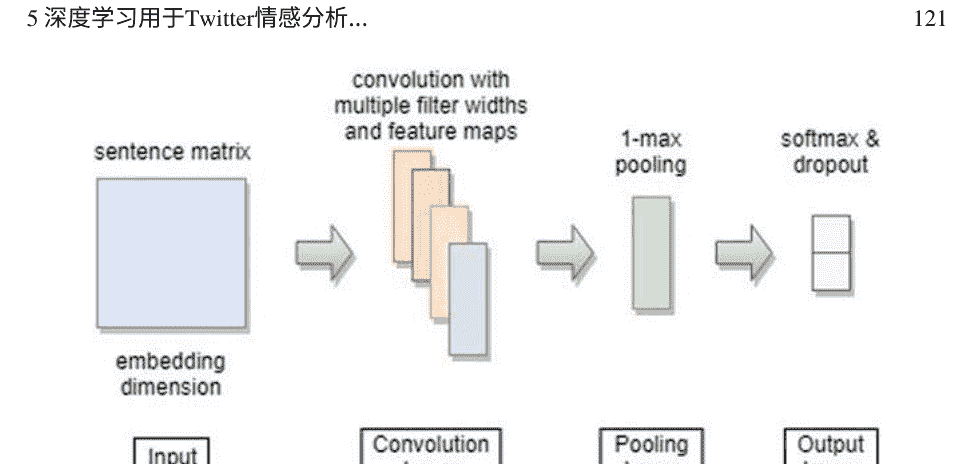 5 深度学习用于Twitter情感分析...
121
convolution with
multiple filter widths
and feature maps
sentence matrix
1-max
pooling
softmax &
dropout
embedding
dimension
Input
Convolution
Pooling
Output